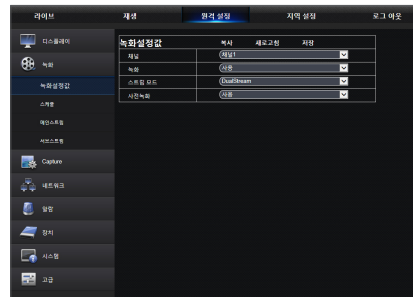 라이브 재생 원격 설정 지역 설정 로그 아웃
디스플레이
녹화
녹화설정값
스케줄
메인스트림
서브스트림
Capture
네트워크
알람
장치
시스템
고급
녹화설정값 복사 새로고침 저장
채널 채널1
녹화 사용
스트림 모드 DualStream
사전녹화 사용